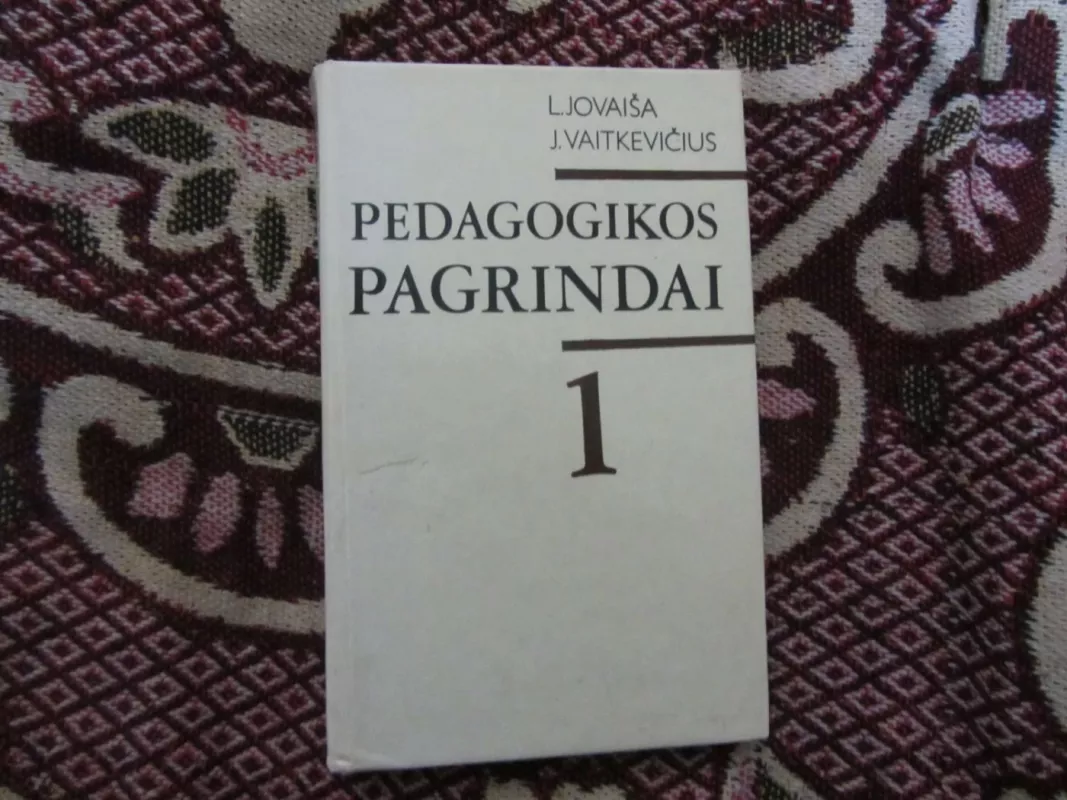 L.JOVAIŠA
J.VAITKEVIČIUS
PEDAGOGIKOS
PAGRINDAI
1